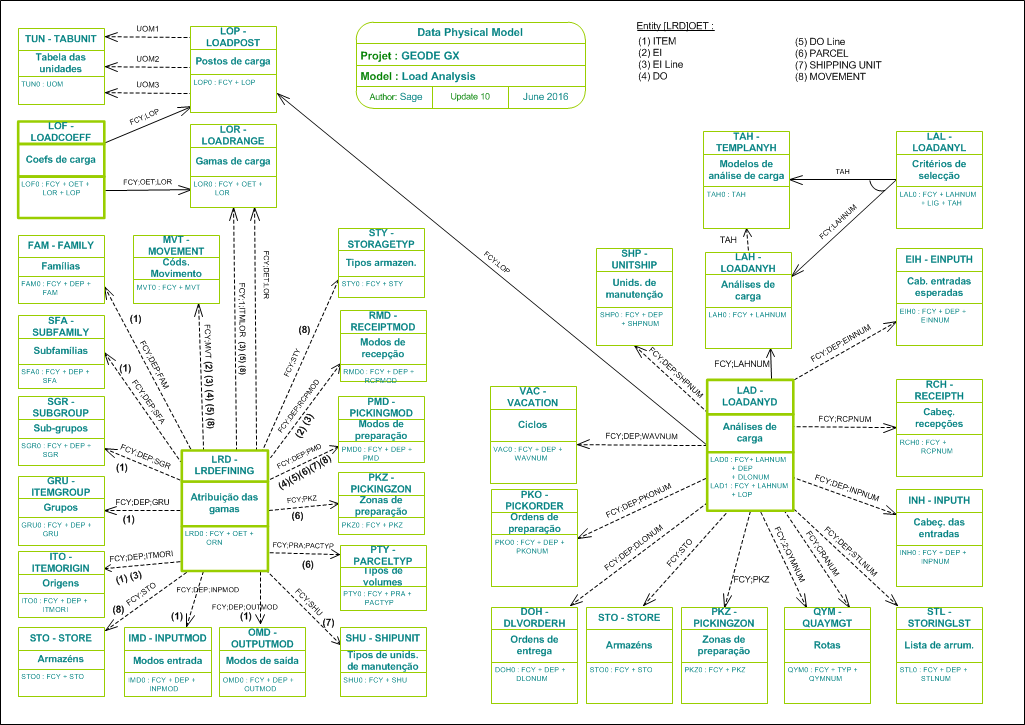 Data Physical Model
Projet : GEODE GX
Model : Load Analysis
Author: Sage
Update 10
June 2016
Entity [LRD]OET :
(1) ITEM
(2) EI
(3) EI Line
(4) DO
(5) DO Line
(6) PARCEL
(7) SHIPPING UNIT
(8) MOVEMENT
TUN - TABUNIT
Tabela das
unidades
TUN0 : UOM
UOM1
UOM2
UOM3
LOP -
LOADPOST
Postos de carga
LOP0 : FCY + LOP
FCY;LOP
LOF -
LOADCOEFF
Coefs de carga
LOF0 : FCY + OET +
LOR + LOP
FCY;OET;LOR
LOR -
LOADRANGE
Gamas de carga
LOR0 : FCY + OET +
LOR
FAM - FAMILY
Famílias
FAM0 : FCY + DEP +
FAM
MVT -
MOVEMENT
Códs.
Movimento
MVT0 : FCY + MVT
STY -
STORAGETYP
Tipos armazen.
STY0 : FCY + STY
SFA -
SUBFAMILY
Subfamílias
SFA0 : FCY + DEP +
SFA
RMD -
RECEIPTMOD
Modos de
recepção
RMD0 : FCY + DEP +
RCPMOD
SGR -
SUBGROUP
Sub-grupos
SGR0 : FCY + DEP +
SGR
PMD -
PICKINGMOD
Modos de
preparação
PMD0 : FCY + DEP +
PMD
GRU -
ITEMGROUP
Grupos
GRU0 : FCY + DEP +
GRU
LRD -
LRDEFINING
Atribuição das
gamas
LRD0 : FCY + OET +
ORN
PKZ -
PICKINGZON
Zonas de
preparação
PKZ0 : FCY + PKZ
ITO -
ITEMORIGIN
Origens
ITO0 : FCY + DEP +
ITMORI
PTY -
PARCELTYP
Tipos de
volumes
PTY0 : FCY + PRA +
PACTYP
STO - STORE
Armazéns
STO0 : FCY + STO
IMD - INPUTMOD
Modos entrada
IMD0 : FCY + DEP +
INPMOD
OMD -
OUTPUTMOD
Modos de saída
OMD0 : FCY + DEP +
OUTMOD
SHU - SHIPUNIT
Tipos de unids.
de manutenção
SHU0 : FCY + SHU
(1)
FCY;DEP;FAM
(1)
FCY;DEP;SFA
FCY;DEP;SGR
(1)
FCY;DEP;GRU
(1)
FCY;DEP;ITMORI
(1) (3)
FCY;STO
(8)
FCY;DEP;INPMOD
(1)
FCY;DEP;OUTMOD
(1)
FCY;SHU
(7)
FCY;PRA;PACTYP
(6)
FCY;PKZ
(6)
FCY;DEP;PMD
(4)(5)(6)(7)(8)
FCY;DEP;RCPMOD
(2) (3)
FCY;STY
(8)
FCY;MVT (2) (3) (4) (5) (8)
FCY;1;ITMLOR (3) (5) (8)
FCY;OET;LOR
FCY;LOP
TAH -
TEMPLANYH
Modelos de
análise de carga
TAH0 : TAH
TAH
LAL -
LOADANYL
Critérios de
selecção
LAL0 : FCY + LAHNUM
+ LIG + TAH
FCY;LAHNUM
TAH
SHP -
UNITSHIP
Unids. de
manutenção
SHP0 : FCY + DEP
+ SHPNUM
LAH -
LOADANYH
Análises de
carga
LAH0 : FCY + LAHNUM
EIH - EINPUTH
Cab. entradas
esperadas
EIH0 : FCY + DEP +
EINNUM
FCY;LAHNUM
FCY;DEP;EINNUM
FCY;DEP;SHPNUM
VAC -
VACATION
Ciclos
VAC0 : FCY + DEP +
WAVNUM
FCY;DEP;WAVNUM
LAD -
LOADANYD
Análises de
carga
LAD0 : FCY+ LAHNUM
+ DEP
+ DLONUM
LAD1 : FCY + LAHNUM
+ LOP
FCY;RCPNUM
RCH -
RECEIPTH
Cabeç.
recepções
RCH0 : FCY +
RCPNUM
PKO -
PICKORDER
Ordens de
preparação
PKO0 : FCY + DEP +
PKONUM
FCY;DEP;PKONUM
FCY;DEP;INPNUM
INH - INPUTH
Cabeç. das
entradas
INH0 : FCY + DEP +
INPNUM
FCY;DEP;DLONUM
FCY;STO
FCY;PKZ
FCY;2;QYMNUM
FCY;CRANUM
FCY;DEP;STLNUM
DOH -
DLVORDERH
Ordens de
entrega
DOH0 : FCY + DEP +
DLONUM
STO - STORE
Armazéns
STO0 : FCY + STO
PKZ -
PICKINGZON
Zonas de
preparação
PKZ0 : FCY + PKZ
QYM -
QUAYMGT
Rotas
QYM0 : FCY + TYP +
QYMNUM
STL -
STORINGLST
Lista de arrum.
STL0 : FCY + DEP +
STLNUM